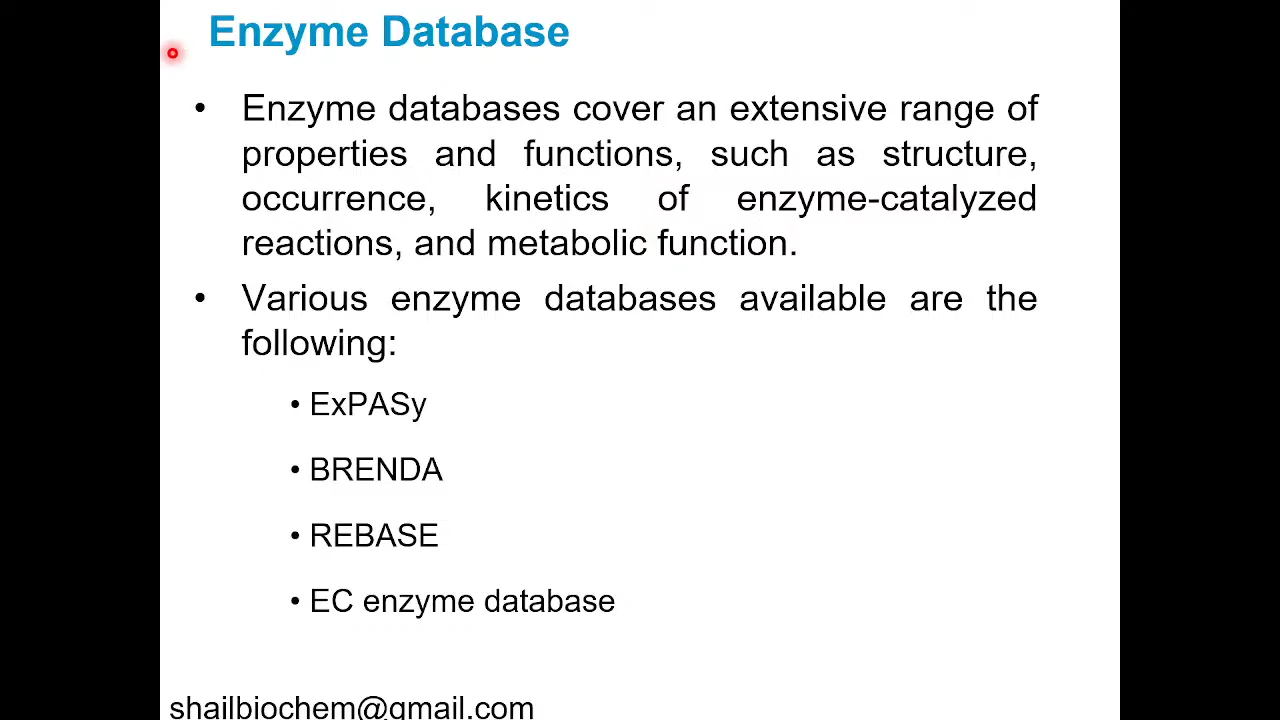 Enzyme Database
• Enzyme databases cover an extensive range of
properties and functions, such as structure,
occurrence, kinetics of enzyme-catalyzed
reactions, and metabolic function.
• Various enzyme databases available are the
following:
• ExPASy
• BRENDA
• REBASE
• EC enzyme database
shailbiochem@gmail.com